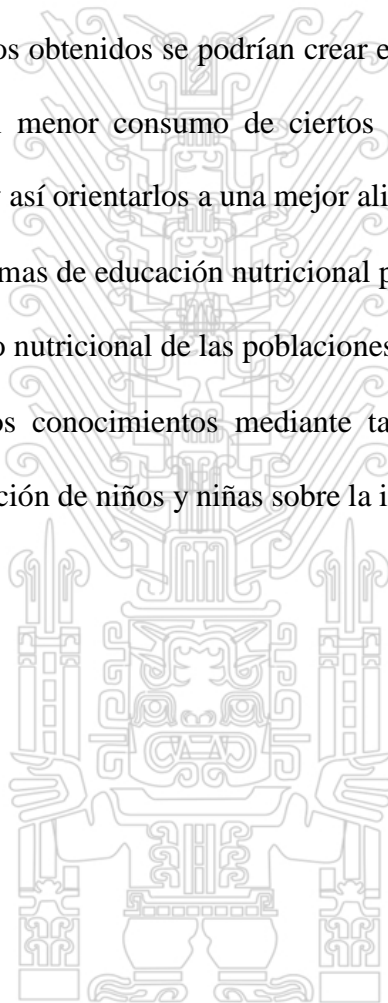 os obtenidos se podrían crear e
menor consumo de ciertos
así orientarlos a una mejor ali
mas de educación nutricional p
o nutricional de las poblaciones
os conocimientos mediante ta
ción de niños y niñas sobre la i